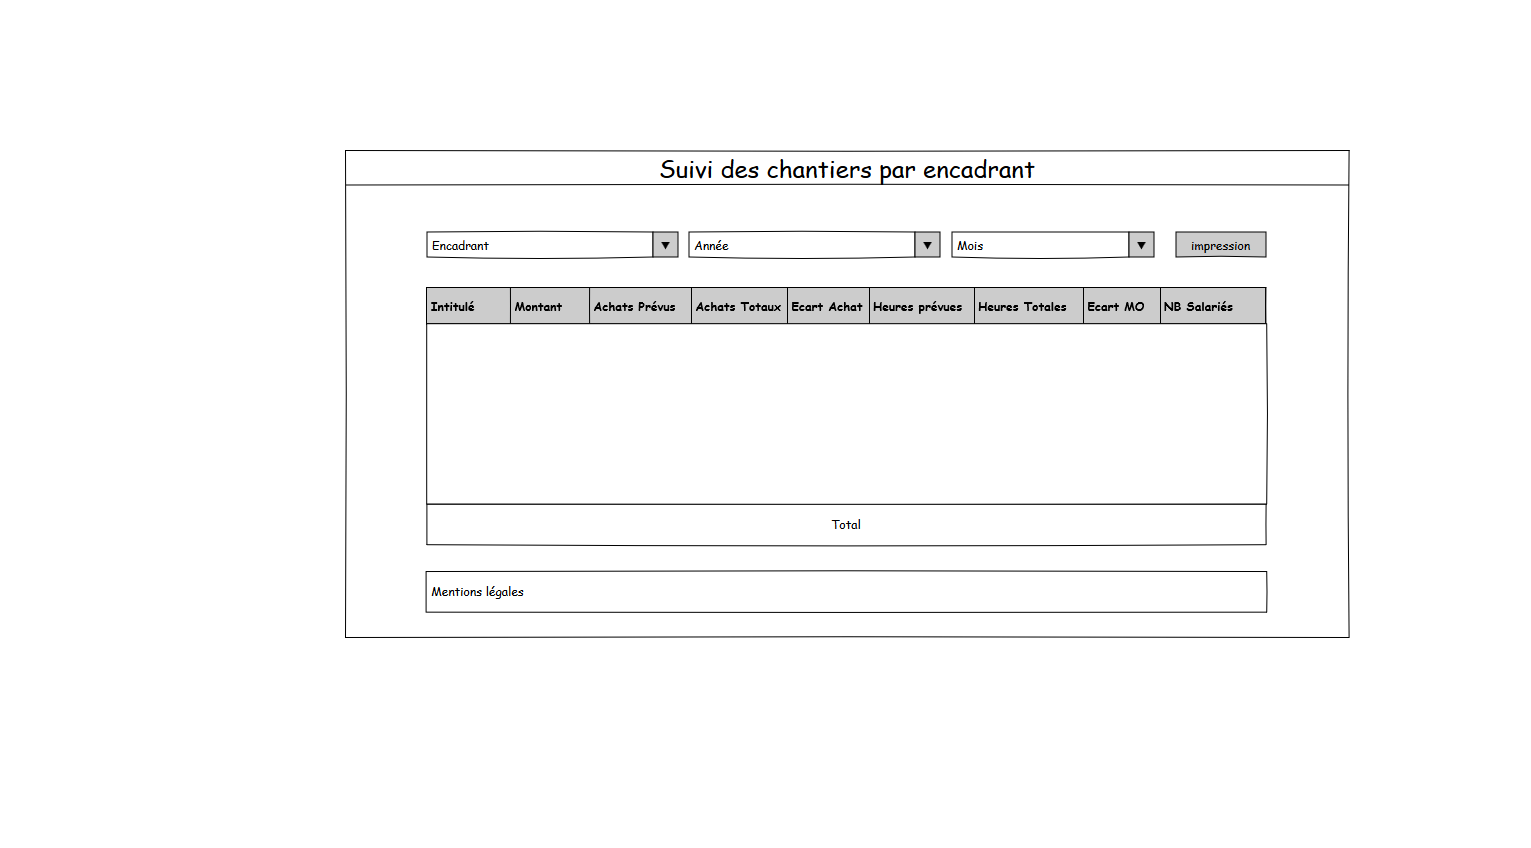 Suivi des chantiers par encadrant
Encadrant Année Mois impression
Intitulé Montant Achats Prévus Achats Totaux Ecart Achat Heures prévues Heures Totales Ecart MO NB Salariés
Total
Mentions légales